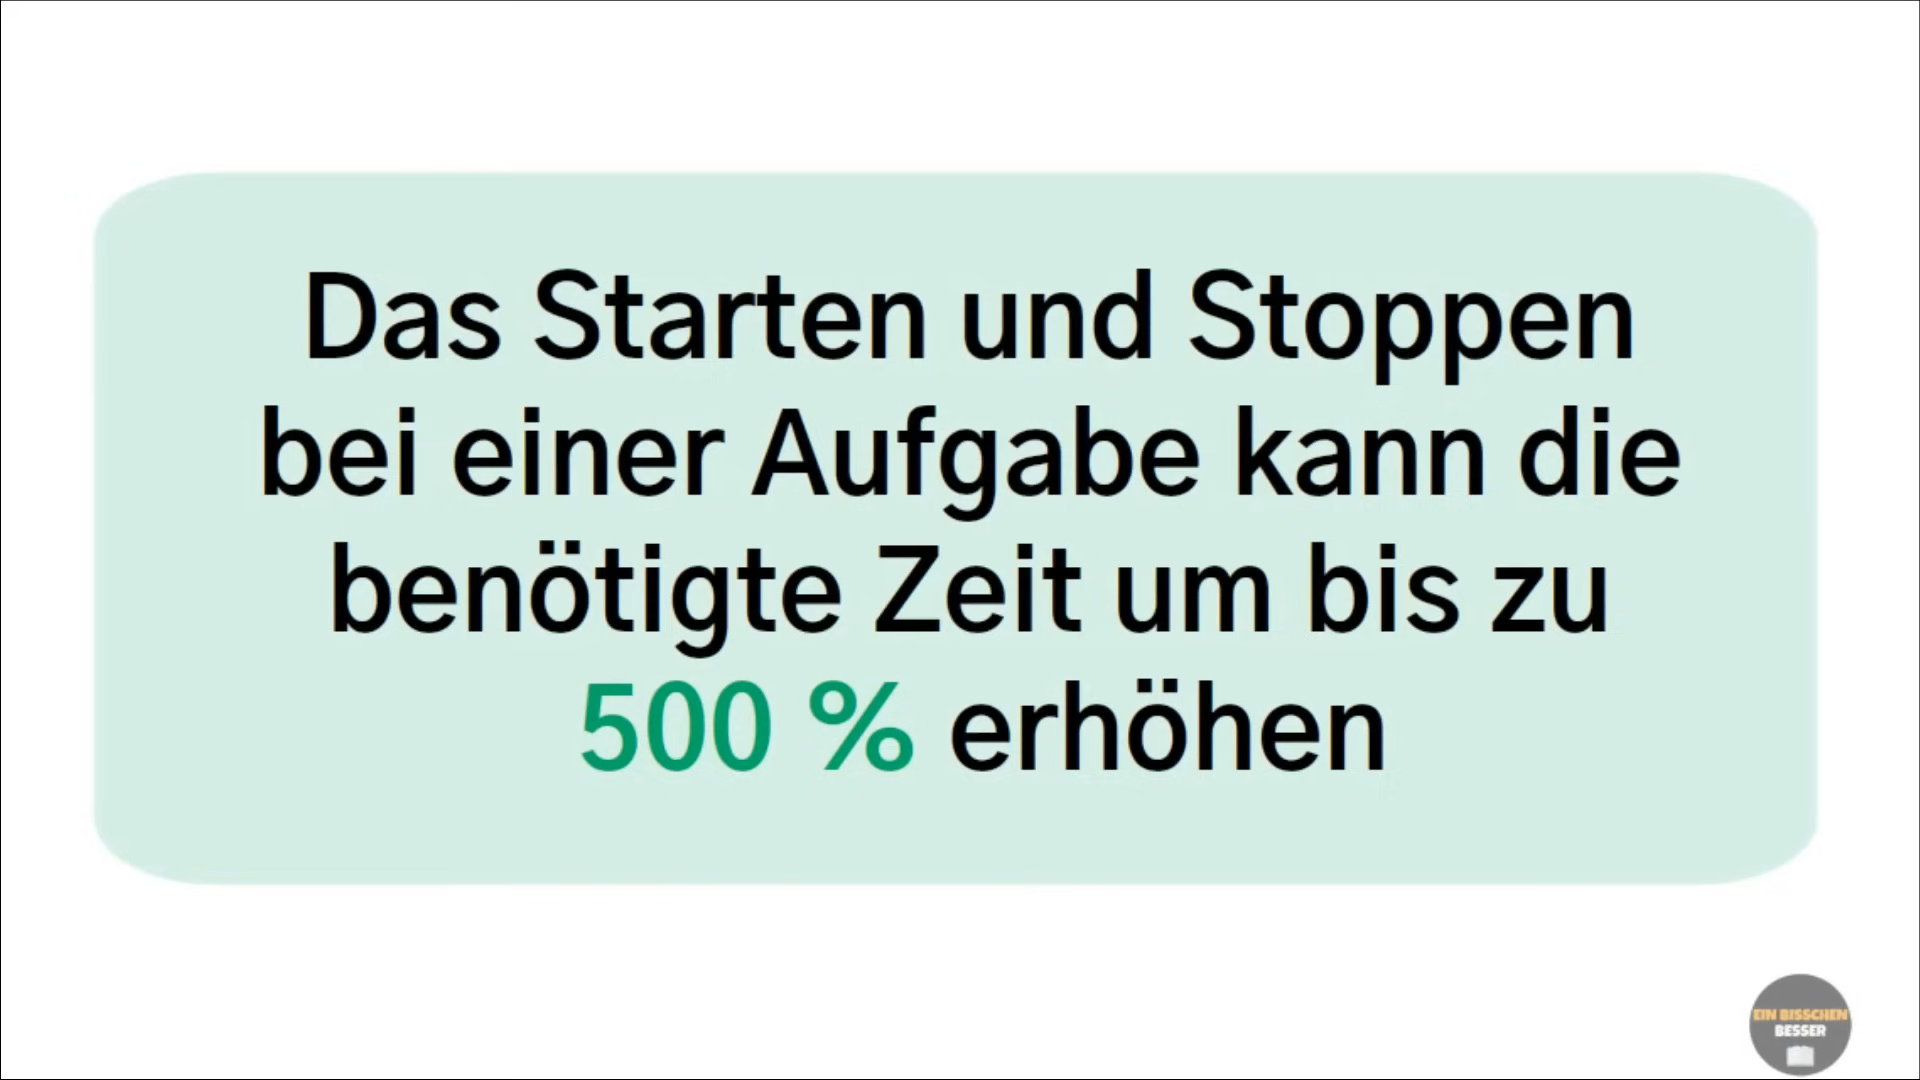 Das Starten und Stoppen
bei einer Aufgabe kann die
benötigte Zeit um bis zu
500 % erhöhen
EIN BISSCHEN
BESSER